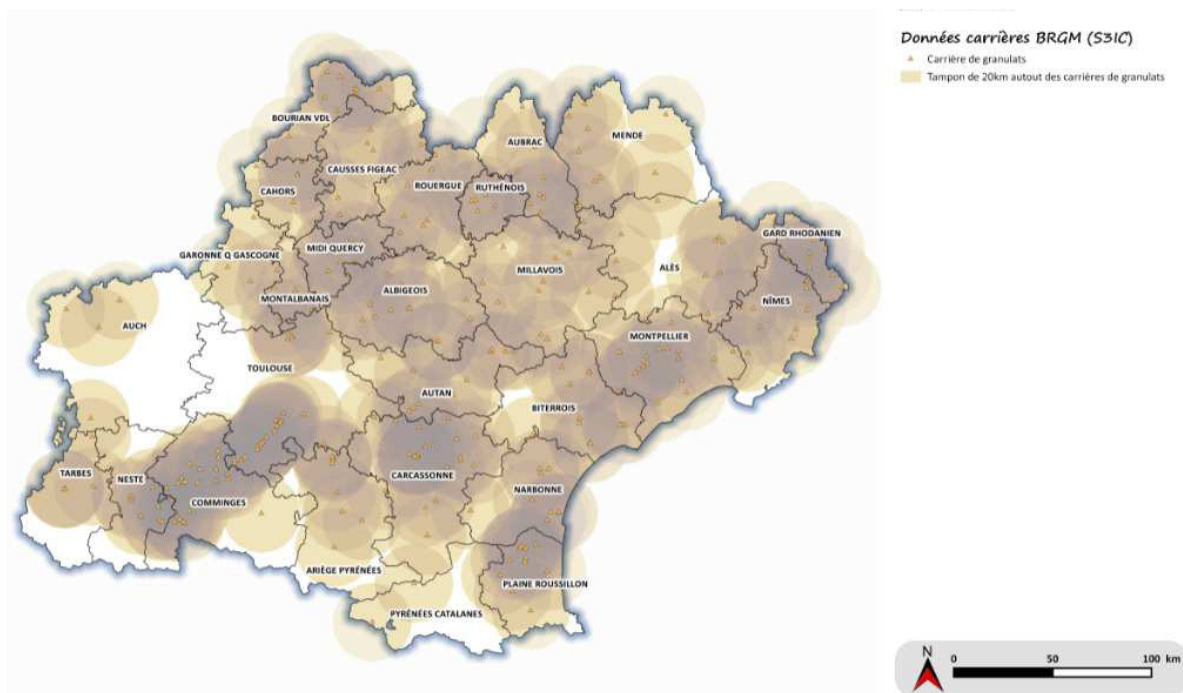 Données carrières BRGM (S3IC)
Carrière de granulats
Tampon de 20km autout des carrières de granulats
BOURIAN VDL
AUBRAC
MENDE
CAUSSES FIGEAC
CAHORS
ROUERGUE
RUTHÉNOIS
GARD RHODANIEN
MIDI QUERCY
GARONNE Q GASCOGNE
MILLAVOIS
ALÈS
ALBIGEOIS
MONTALBANAIS
NÎMES
AUCH
MONTPELLIER
TOULOUSE
AUTAN
BITERROIS
TARBES
NESTE
CARCASSONNE
COMMINGES
NARBONNE
ARIÈGE PYRÉNÉES
PLAINE ROUSSILLON
PYRÉNÉES CATALANES
N
0 50 100 km